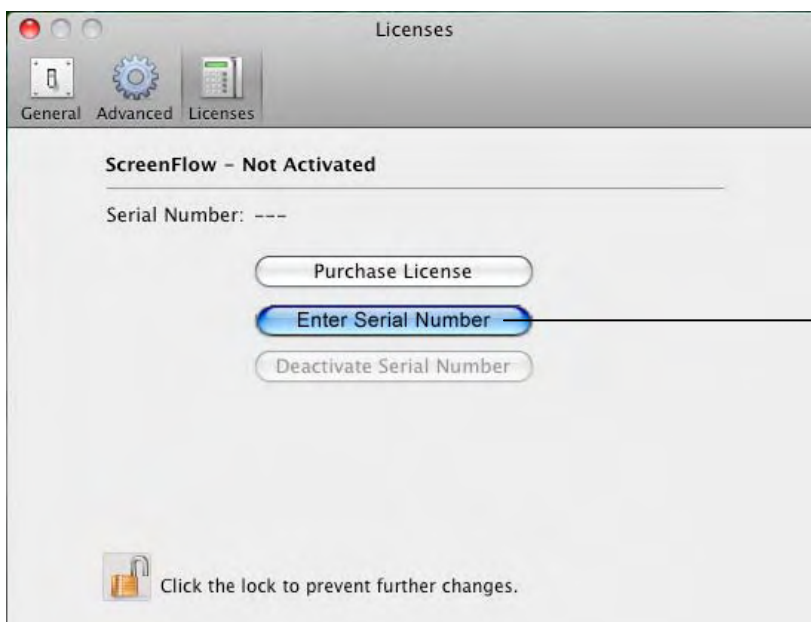 Licenses
General Advanced Licenses
ScreenFlow – Not Activated
Serial Number: ---
Purchase License
Enter Serial Number
Deactivate Serial Number
Click the lock to prevent further changes.